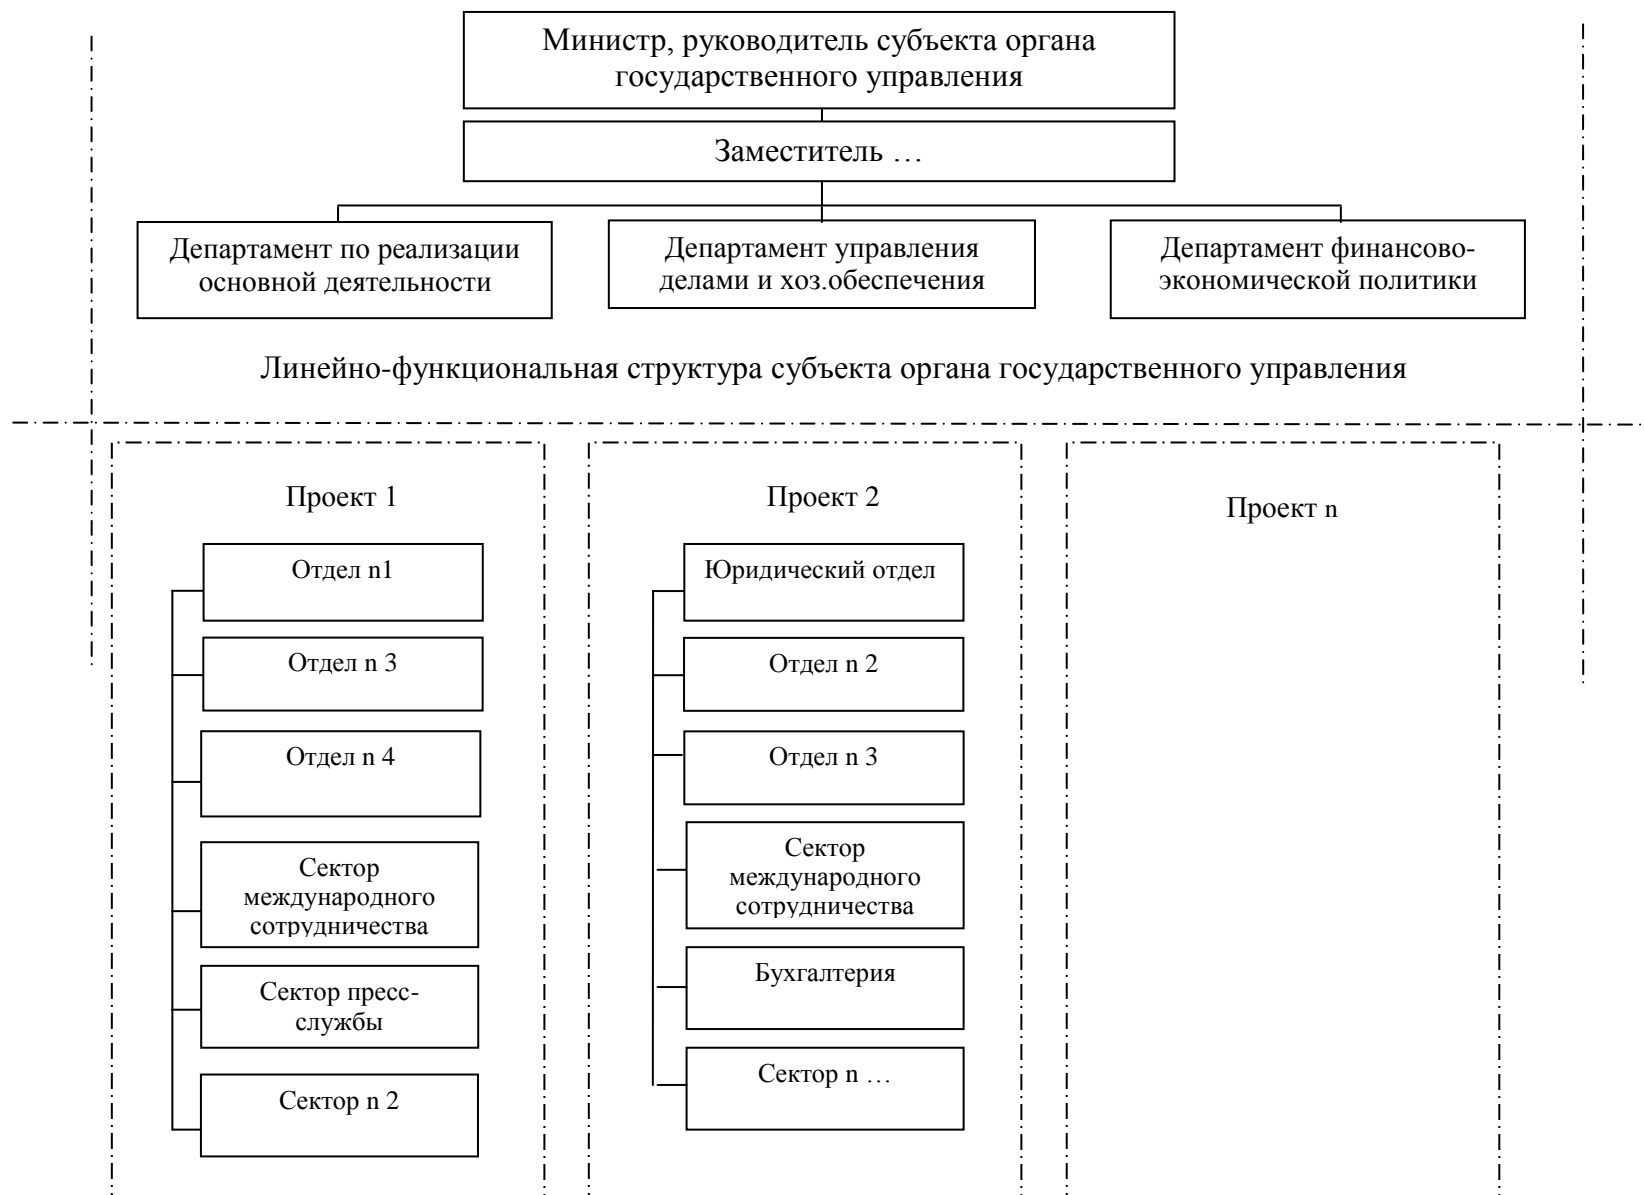 Министр, руководитель субъекта органа
государственного управления
Заместитель …
Департамент по реализации
основной деятельности
Департамент управления
делами и хоз.обеспечения
Департамент финансово-
экономической политики
Линейно-функциональная структура субъекта органа государственного управления
Проект 1
Отдел n1
Отдел n 3
Отдел n 4
Сектор
международного
сотрудничества
Сектор пресс-
службы
Сектор n 2
Проект 2
Юридический отдел
Отдел n 2
Отдел n 3
Сектор
международного
сотрудничества
Бухгалтерия
Сектор n …
Проект n